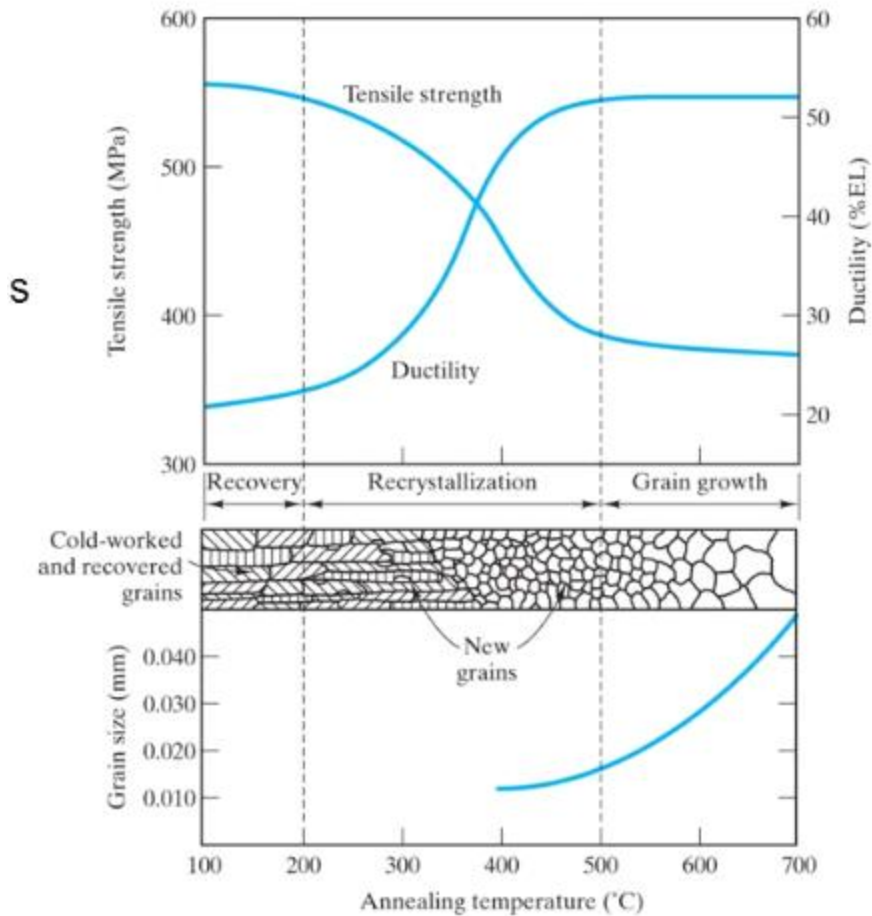 600
500
400
300
Tensile strength (MPa)
S
Tensile strength
Ductility
60
50
40
30
20
Ductility (%EL)
Recovery
Recrystallization
Grain growth
Cold-worked
and recovered
grains
New
grains
0.040
0.030
0.020
0.010
Grain size (mm)
100
200
300
400
500
600
700
Annealing temperature (˚C)